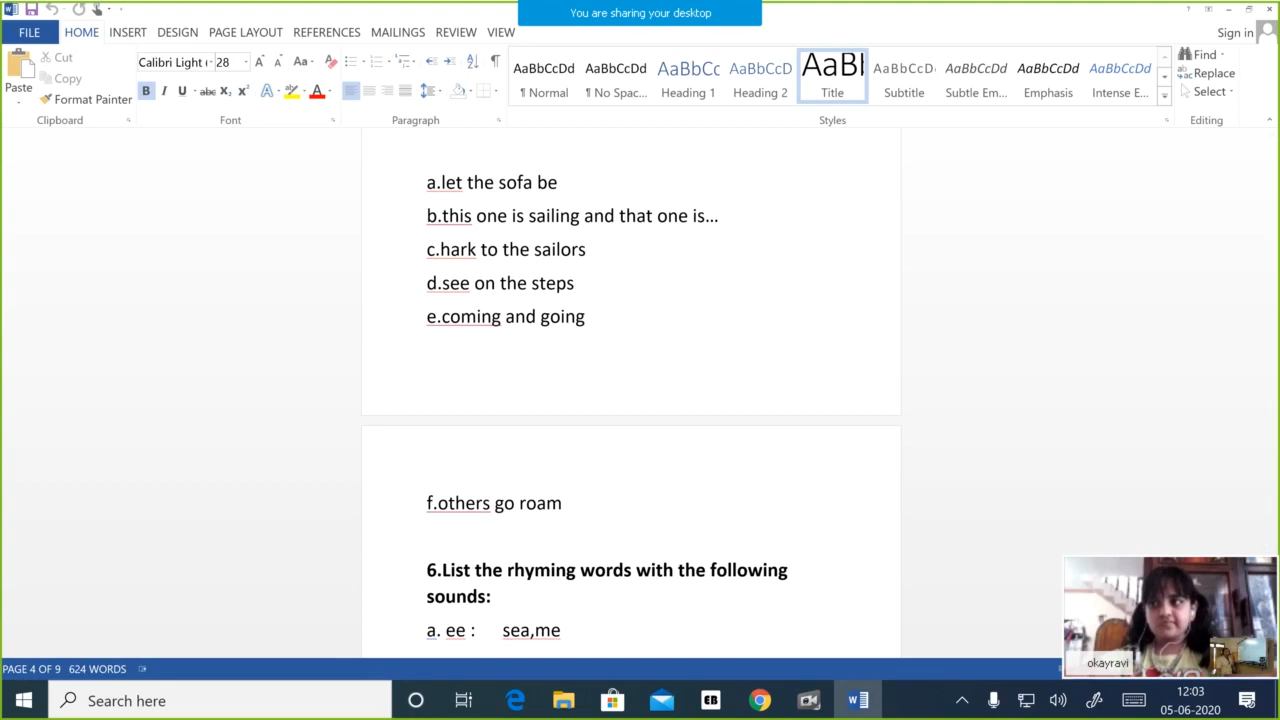 You are sharing your desktop
FILE HOME INSERT DESIGN PAGE LAYOUT REFERENCES MAILINGS REVIEW VIEW Sign in
Paste Cut Copy Format Painter
Calibri Light ( 28
AaBbCcDd AaBbCcDd AaBbCc AaBbCcD AaBl AaBbCcD AaBbCcDd AaBbCcDd AaBbCcDd
¶ Normal ¶ No Spac... Heading 1 Heading 2 Title Subtitle Subtle Em... Emphasis Intense E...
Find Replace Select
Clipboard Font Paragraph Styles Editing
a.let the sofa be
b.this one is sailing and that one is...
c.hark to the sailors
d.see on the steps
e.coming and going
f.others go roam
6.List the rhyming words with the following
sounds:
a. ee : sea,me
okayravi
PAGE 4 OF 9 624 WORDS
Search here
EB
12:03
05-06-2020